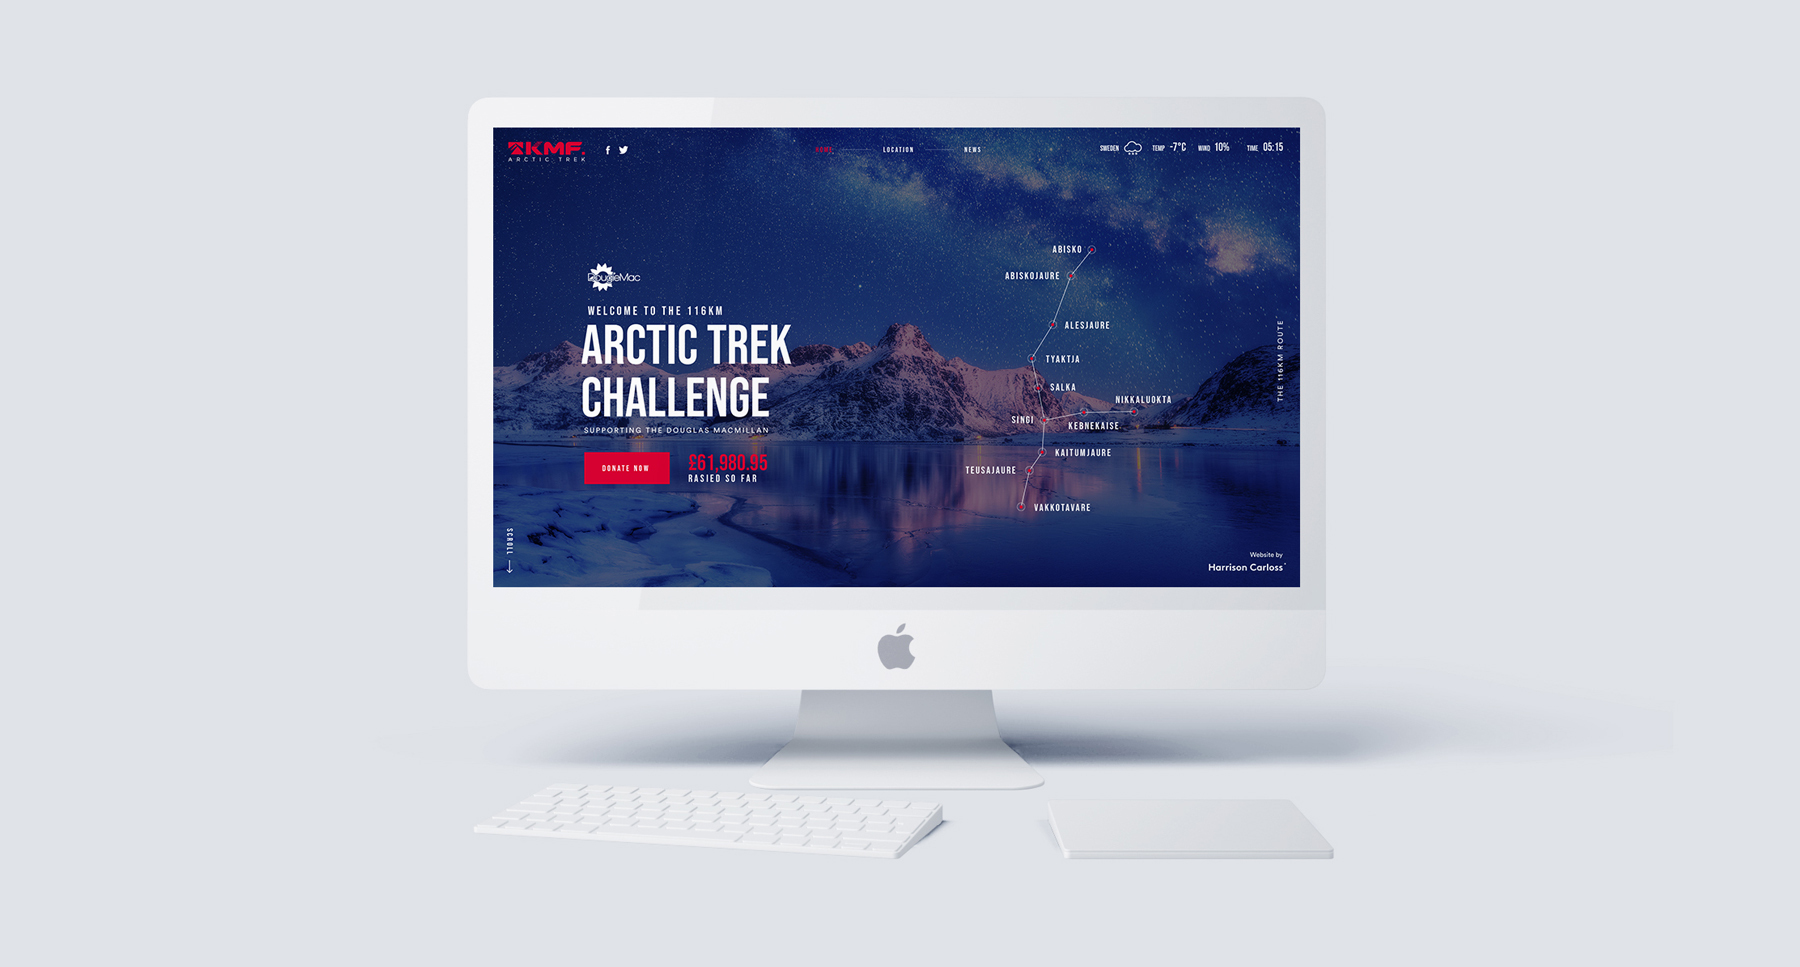 KMF.
ARCTIC TREK
HOME
LOCATION
NEWS
SWEDEN
TEMP -7°C
WIND 10%
TIME 05:15
DougieMac
WELCOME TO THE 116KM
ARCTIC TREK
CHALLENGE
SUPPORTING THE DOUGLAS MACMILLAN
DONATE NOW
£61,980.95
RASIED SO FAR
SCROLL
ABISKO
ABISKOJAURE
ALESJAURE
TYAKTJA
SALKA
NIKKALUOKTA
SINGI
KEBNEKAISE
KAITUMJAURE
TEUSAJAURE
VAKKOTAVARE
THE 116KM ROUTE
Website by
Harrison Carloss